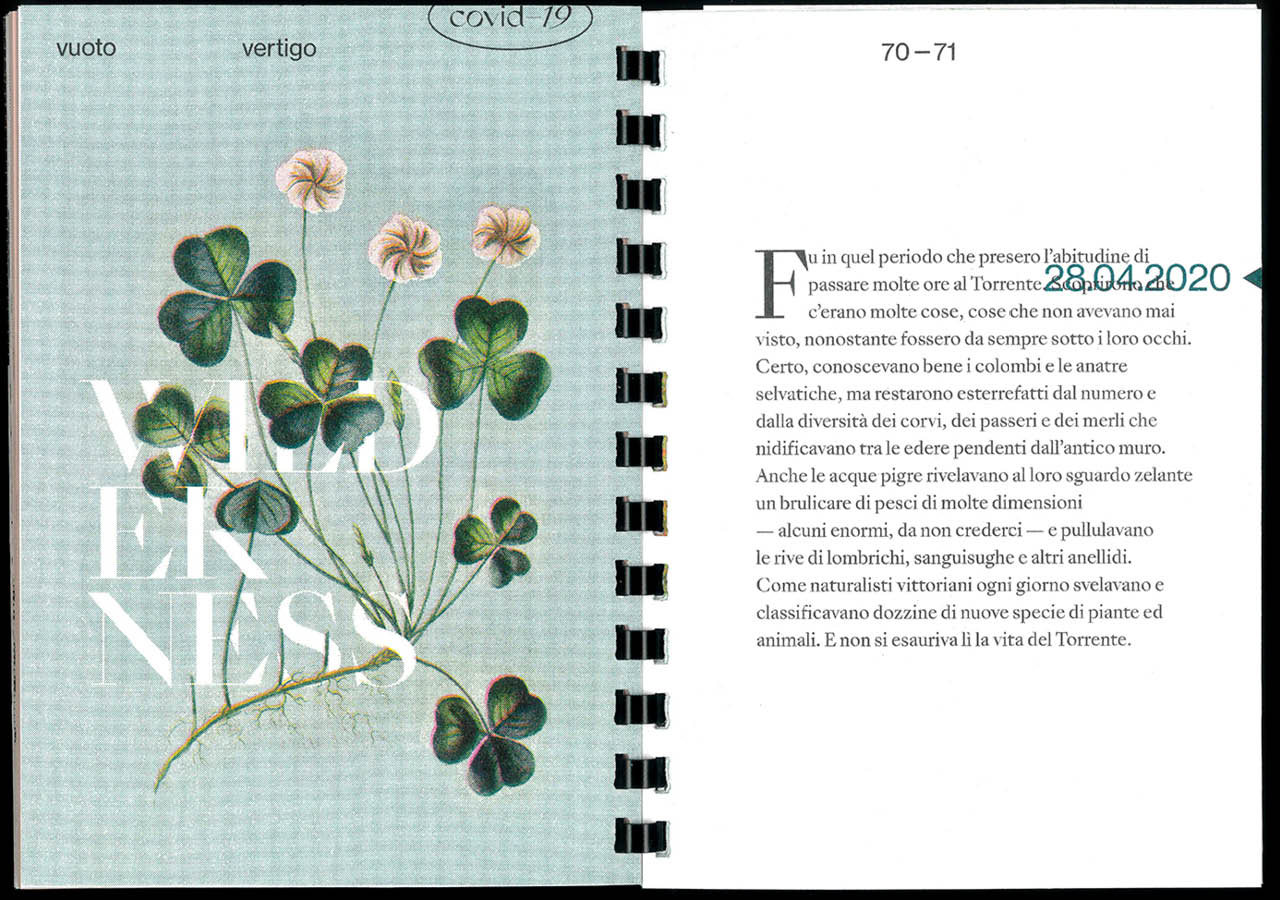 covid–19
vuoto
vertigo
WILD
ER
NESS
70 – 71
28.04.2020
Fu in quel periodo che presero l’abitudine di
passare molte ore al Torrente. Scoprirono che
c’erano molte cose, cose che non avevano mai
visto, nonostante fossero da sempre sotto i loro occhi.
Certo, conoscevano bene i colombi e le anatre
selvatiche, ma restarono esterrefatti dal numero e
dalla diversità dei corvi, dei passeri e dei merli che
nidificavano tra le edere pendenti dall’antico muro.
Anche le acque pigre rivelavano al loro sguardo zelante
un brulicare di pesci di molte dimensioni
— alcuni enormi, da non crederci — e pullulavano
le rive di lombrichi, sanguisughe e altri anellidi.
Come naturalisti vittoriani ogni giorno svelavano e
classificavano dozzine di nuove specie di piante ed
animali. E non si esauriva lì la vita del Torrente.